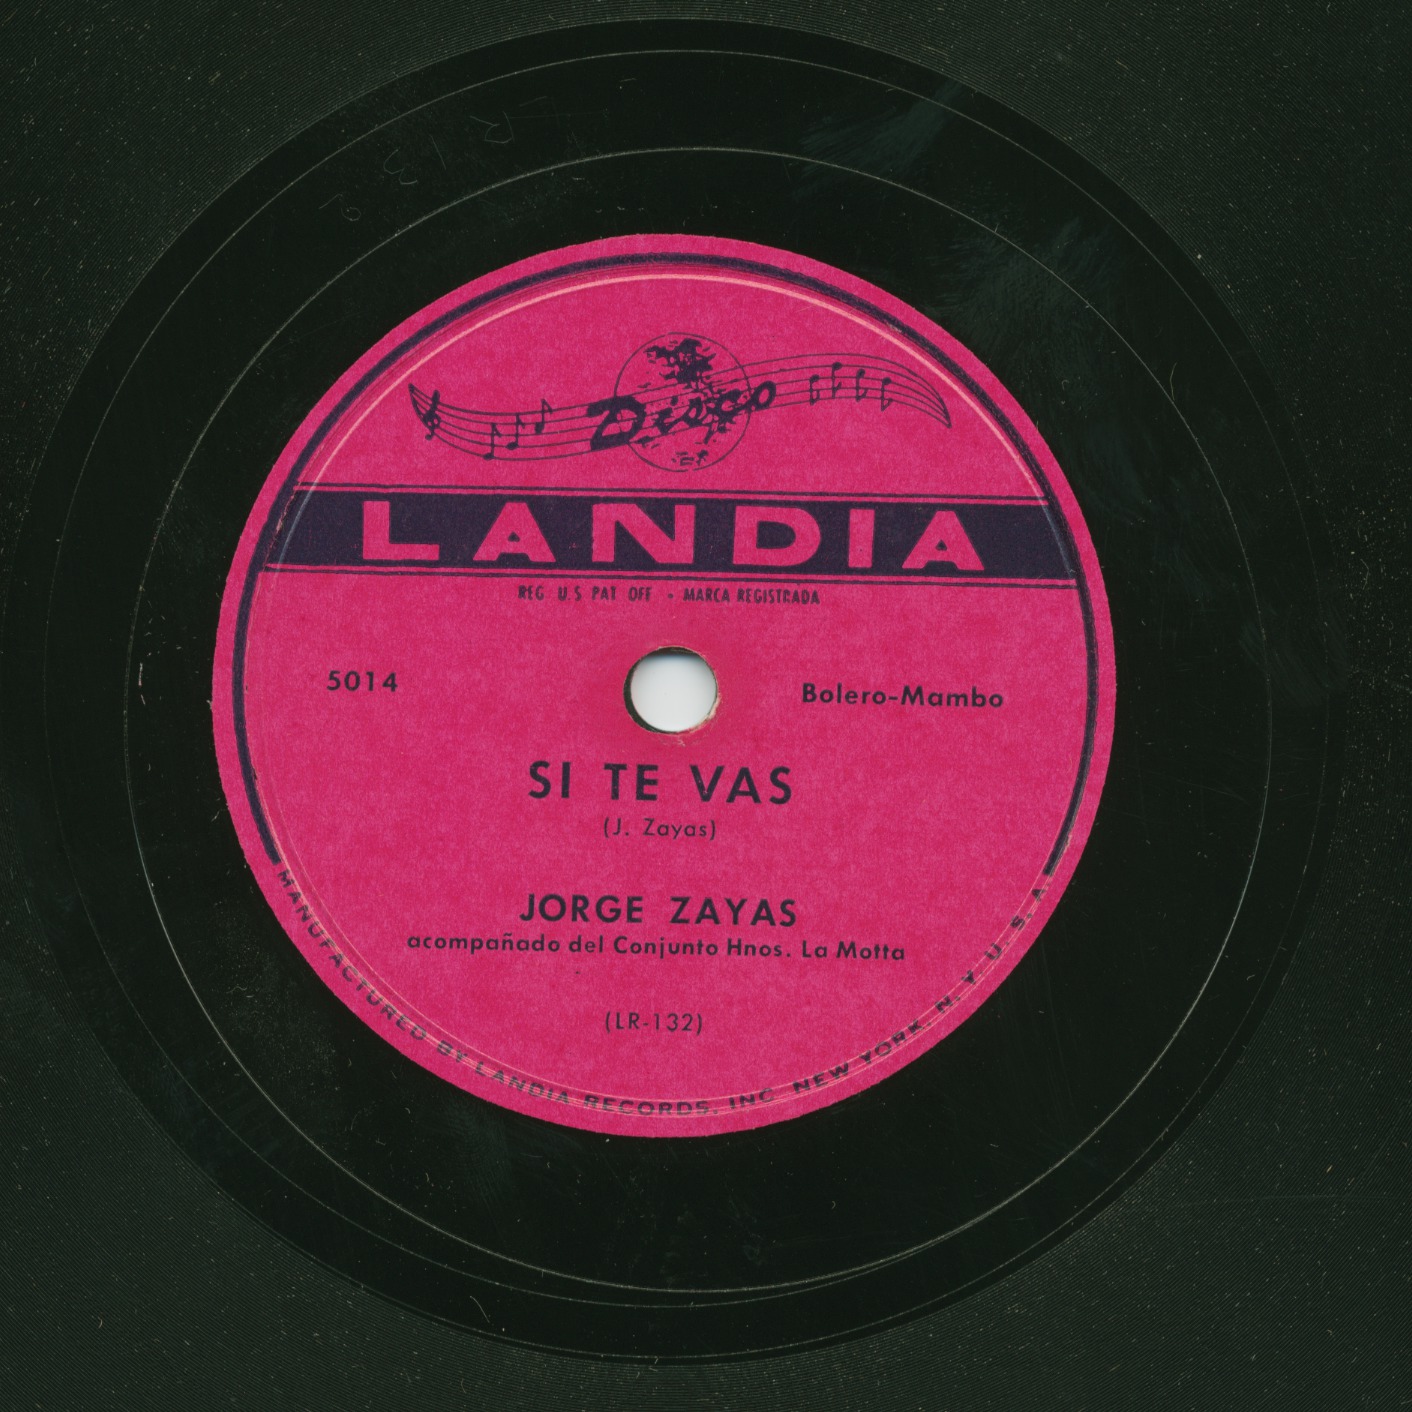 Disco
LANDIA
REG. U.S. PAT. OFF. - MARCA REGISTRADA
5014
Bolero-Mambo
SI TE VAS
(J. Zayas)
JORGE ZAYAS
acompañado del Conjunto Hnos. La Motta
(LR-132)
MANUFACTURED BY LANDIA RECORDS, INC. NEW YORK, N. Y. U. S. A.